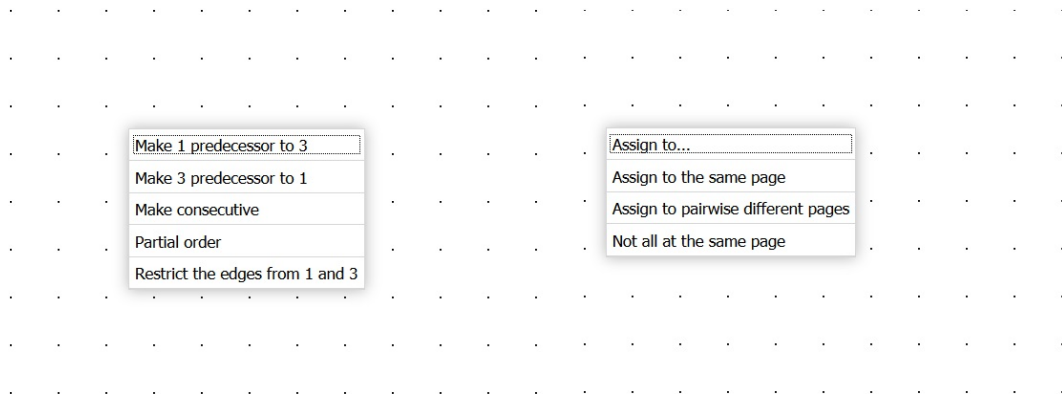 Make 1 predecessor to 3
Make 3 predecessor to 1
Make consecutive
Partial order
Restrict the edges from 1 and 3
Assign to...
Assign to the same page
Assign to pairwise different pages
Not all at the same page